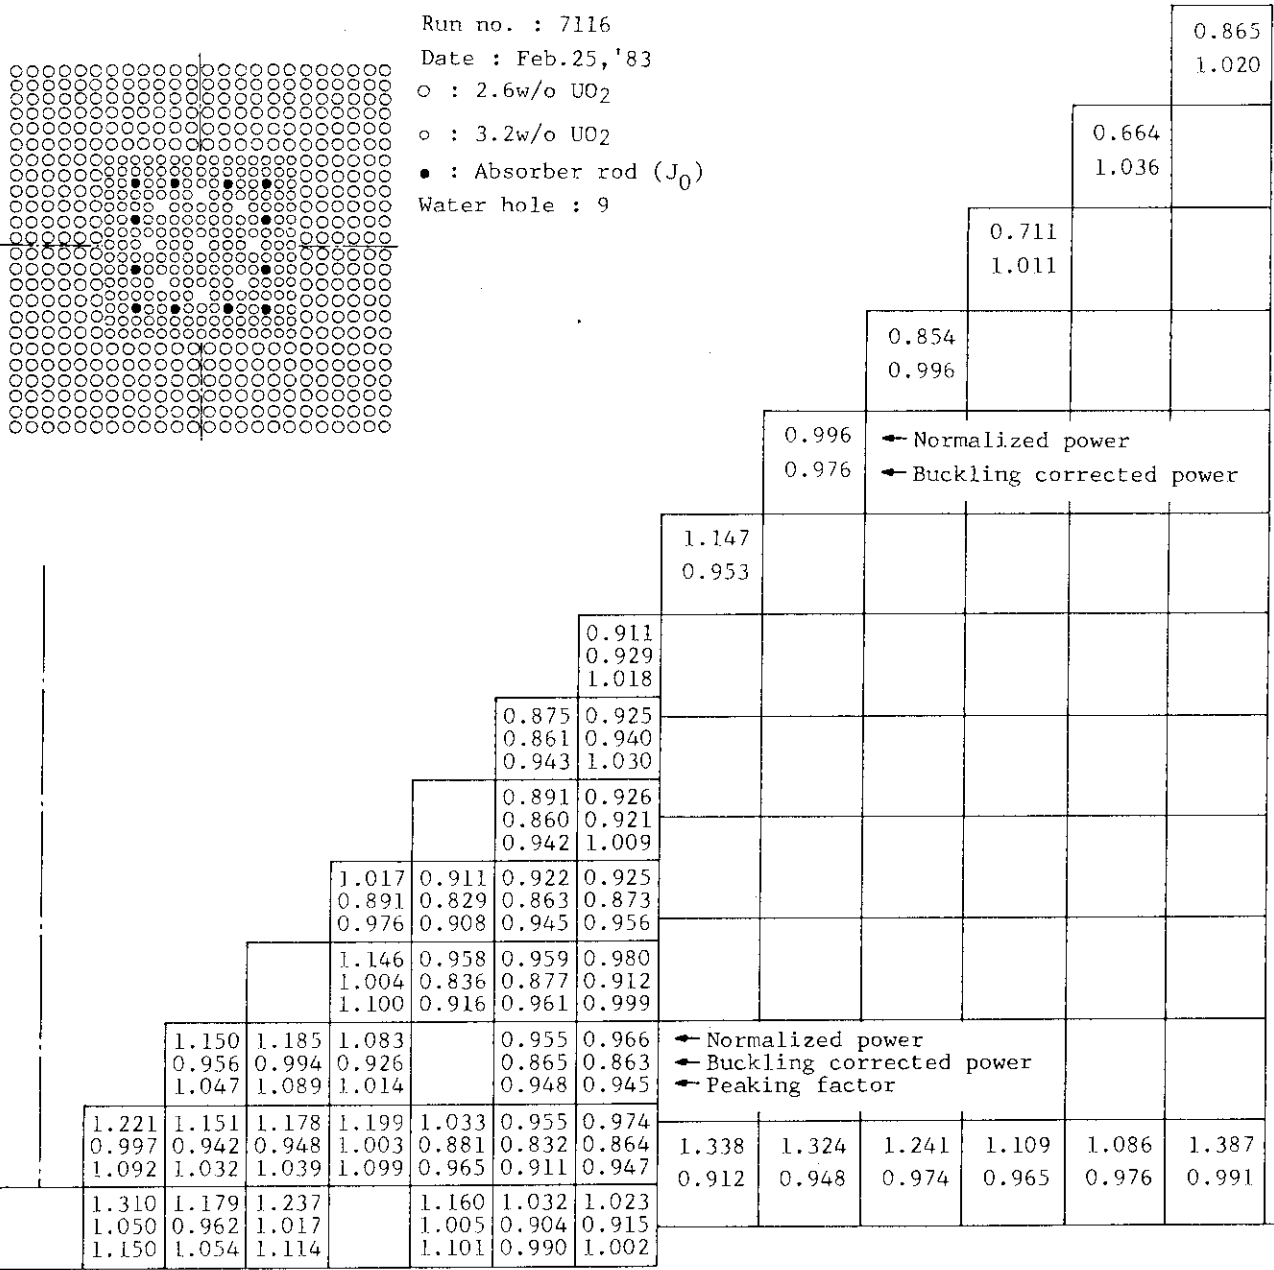 Run no. : 7116
Date : Feb.25,'83
○ : 2.6w/o UO2
○ : 3.2w/o UO2
● : Absorber rod (J0)
Water hole : 9
0.865
1.020
0.664
1.036
0.711
1.011
0.854
0.996
0.996 ← Normalized power
0.976 ← Buckling corrected power
1.147
0.953
0.911
0.929
1.018
0.875 0.925
0.861 0.940
0.943 1.030
0.891 0.926
0.860 0.921
0.942 1.009
1.017 0.911 0.922 0.925
0.891 0.829 0.863 0.873
0.976 0.908 0.945 0.956
1.146 0.958 0.959 0.980
1.004 0.836 0.877 0.912
1.100 0.916 0.961 0.999
1.150 1.185 1.083 0.955 0.966 ← Normalized power
0.956 0.994 0.926 0.865 0.863 ← Buckling corrected power
1.047 1.089 1.014 0.948 0.945 ← Peaking factor
1.221 1.151 1.178 1.199 1.033 0.955 0.974
0.997 0.942 0.948 1.003 0.881 0.832 0.864
1.092 1.032 1.039 1.099 0.965 0.911 0.947
1.338 1.324 1.241 1.109 1.086 1.387
0.912 0.948 0.974 0.965 0.976 0.991
1.310 1.179 1.237 1.160 1.032 1.023
1.050 0.962 1.017 1.005 0.904 0.915
1.150 1.054 1.114 1.101 0.990 1.002